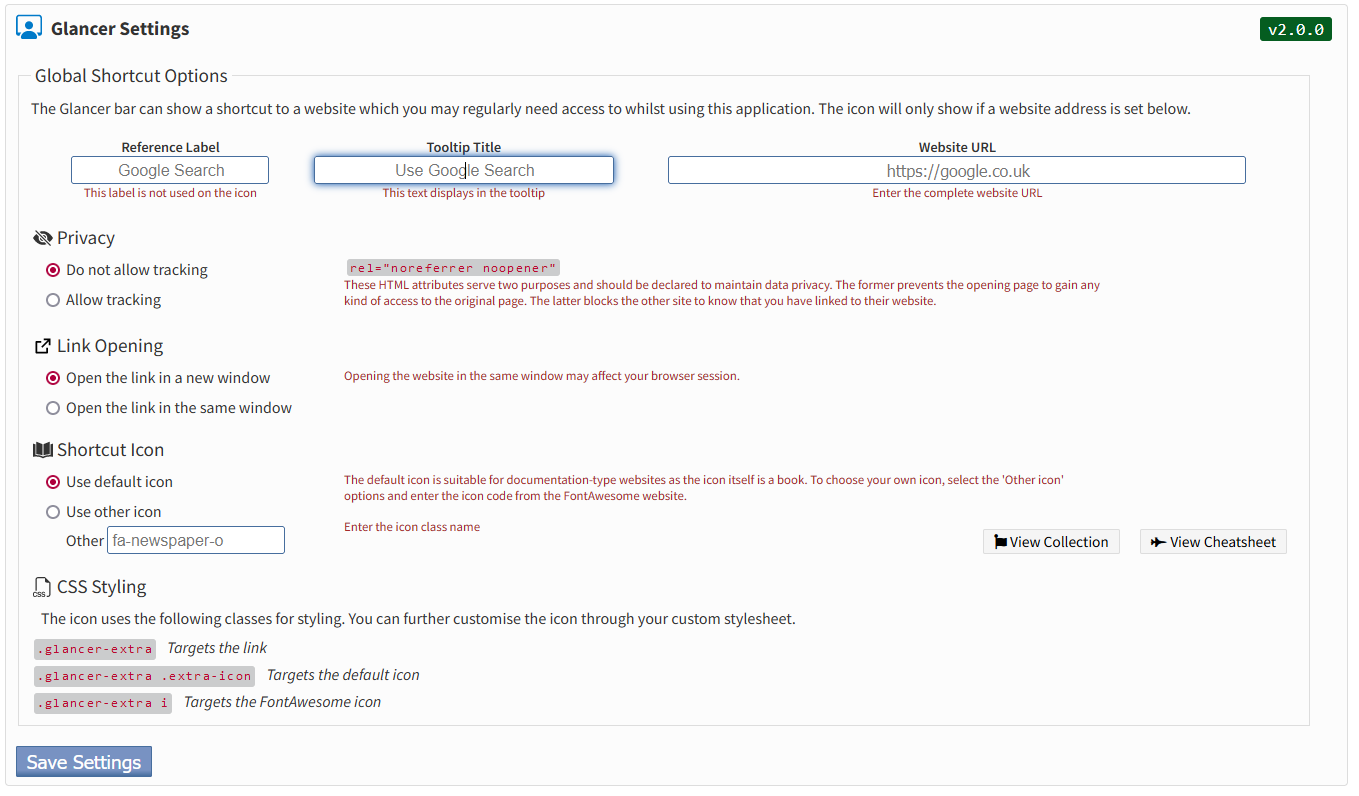 Glancer Settings
v2.0.0
Global Shortcut Options
The Glancer bar can show a shortcut to a website which you may regularly need access to whilst using this application. The icon will only show if a website address is set below.
Reference Label
Tooltip Title
Website URL
Google Search
Use Google Search
https://google.co.uk
This label is not used on the icon
This text displays in the tooltip
Enter the complete website URL
Privacy
Do not allow tracking
rel="noreferrer noopener"
Allow tracking
These HTML attributes serve two purposes and should be declared to maintain data privacy. The former prevents the opening page to gain any
kind of access to the original page. The latter blocks the other site to know that you have linked to their website.
Link Opening
Open the link in a new window
Opening the website in the same window may affect your browser session.
Open the link in the same window
Shortcut Icon
Use default icon
The default icon is suitable for documentation-type websites as the icon itself is a book. To choose your own icon, select the 'Other icon'
options and enter the icon code from the FontAwesome website.
Use other icon
Enter the icon class name
Other
fa-newspaper-o
View Collection
View Cheatsheet
CSS
CSS Styling
The icon uses the following classes for styling. You can further customise the icon through your custom stylesheet.
.glancer-extra Targets the link
.glancer-extra .extra-icon Targets the default icon
.glancer-extra i Targets the FontAwesome icon
Save Settings